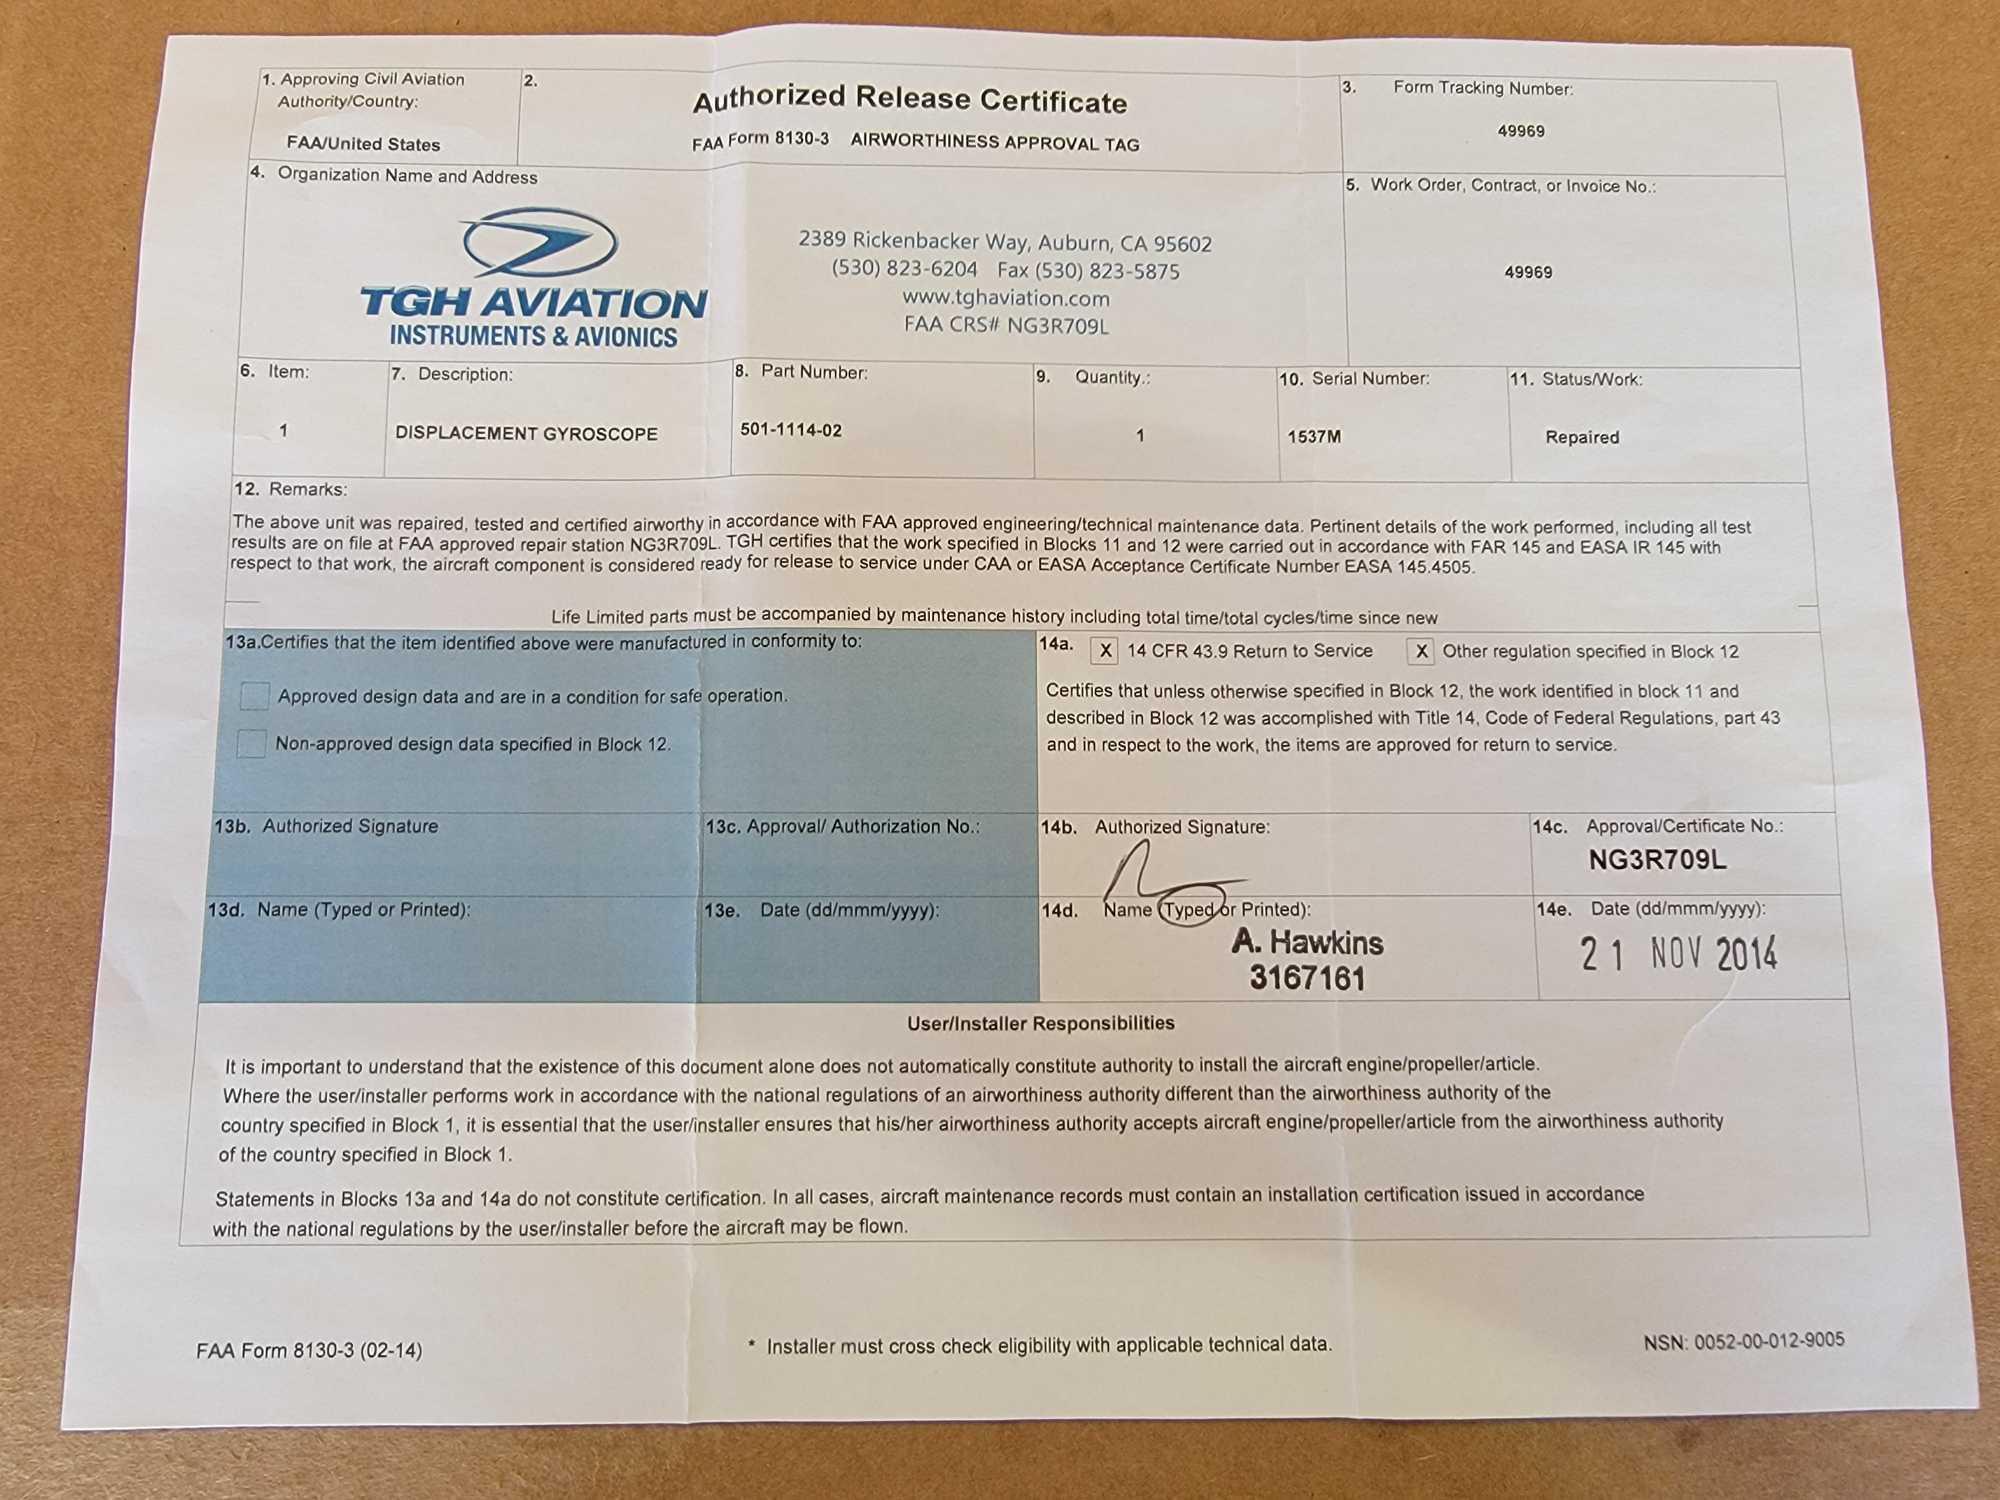 1. Approving Civil Aviation
Authority/Country:
FAA/United States
2.
Authorized Release Certificate
FAA Form 8130-3 AIRWORTHINESS APPROVAL TAG
3. Form Tracking Number:
49969
4. Organization Name and Address
TGH AVIATION
INSTRUMENTS & AVIONICS
2389 Rickenbacker Way, Auburn, CA 95602
(530) 823-6204 Fax (530) 823-5875
www.tghaviation.com
FAA CRS# NG3R709L
5. Work Order, Contract, or Invoice No.:
49969
6. Item:
1
7. Description:
DISPLACEMENT GYROSCOPE
8. Part Number:
501-1114-02
9. Quantity.:
1
10. Serial Number:
1537M
11. Status/Work:
Repaired
12. Remarks:
The above unit was repaired, tested and certified airworthy in accordance with FAA approved engineering/technical maintenance data. Pertinent details of the work performed, including all test
results are on file at FAA approved repair station NG3R709L. TGH certifies that the work specified in Blocks 11 and 12 were carried out in accordance with FAR 145 and EASA IR 145 with
respect to that work, the aircraft component is considered ready for release to service under CAA or EASA Acceptance Certificate Number EASA 145.4505.
Life Limited parts must be accompanied by maintenance history including total time/total cycles/time since new
13a.Certifies that the item identified above were manufactured in conformity to:
Approved design data and are in a condition for safe operation.
Non-approved design data specified in Block 12.
14a. X 14 CFR 43.9 Return to Service X Other regulation specified in Block 12
Certifies that unless otherwise specified in Block 12, the work identified in block 11 and
described in Block 12 was accomplished with Title 14, Code of Federal Regulations, part 43
and in respect to the work, the items are approved for return to service.
13b. Authorized Signature
13c. Approval/ Authorization No.:
14b. Authorized Signature:
14c. Approval/Certificate No.:
NG3R709L
13d. Name (Typed or Printed):
13e. Date (dd/mmm/yyyy):
14d. Name (Typed or Printed):
A. Hawkins
3167161
14e. Date (dd/mmm/yyyy):
21 NOV 2014
User/Installer Responsibilities
It is important to understand that the existence of this document alone does not automatically constitute authority to install the aircraft engine/propeller/article.
Where the user/installer performs work in accordance with the national regulations of an airworthiness authority different than the airworthiness authority of the
country specified in Block 1, it is essential that the user/installer ensures that his/her airworthiness authority accepts aircraft engine/propeller/article from the airworthiness authority
of the country specified in Block 1.
Statements in Blocks 13a and 14a do not constitute certification. In all cases, aircraft maintenance records must contain an installation certification issued in accordance
with the national regulations by the user/installer before the aircraft may be flown.
FAA Form 8130-3 (02-14)
* Installer must cross check eligibility with applicable technical data.
NSN: 0052-00-012-9005